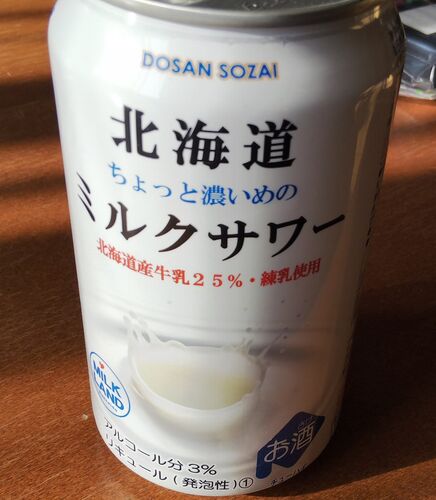 DOSAN SOZAI
北海道
ちょっと濃いめの
ミルクサワー
北海道産牛乳25%・練乳使用
MILK
LAND
お酒
アルコール分3%
リキュール(発泡性)①